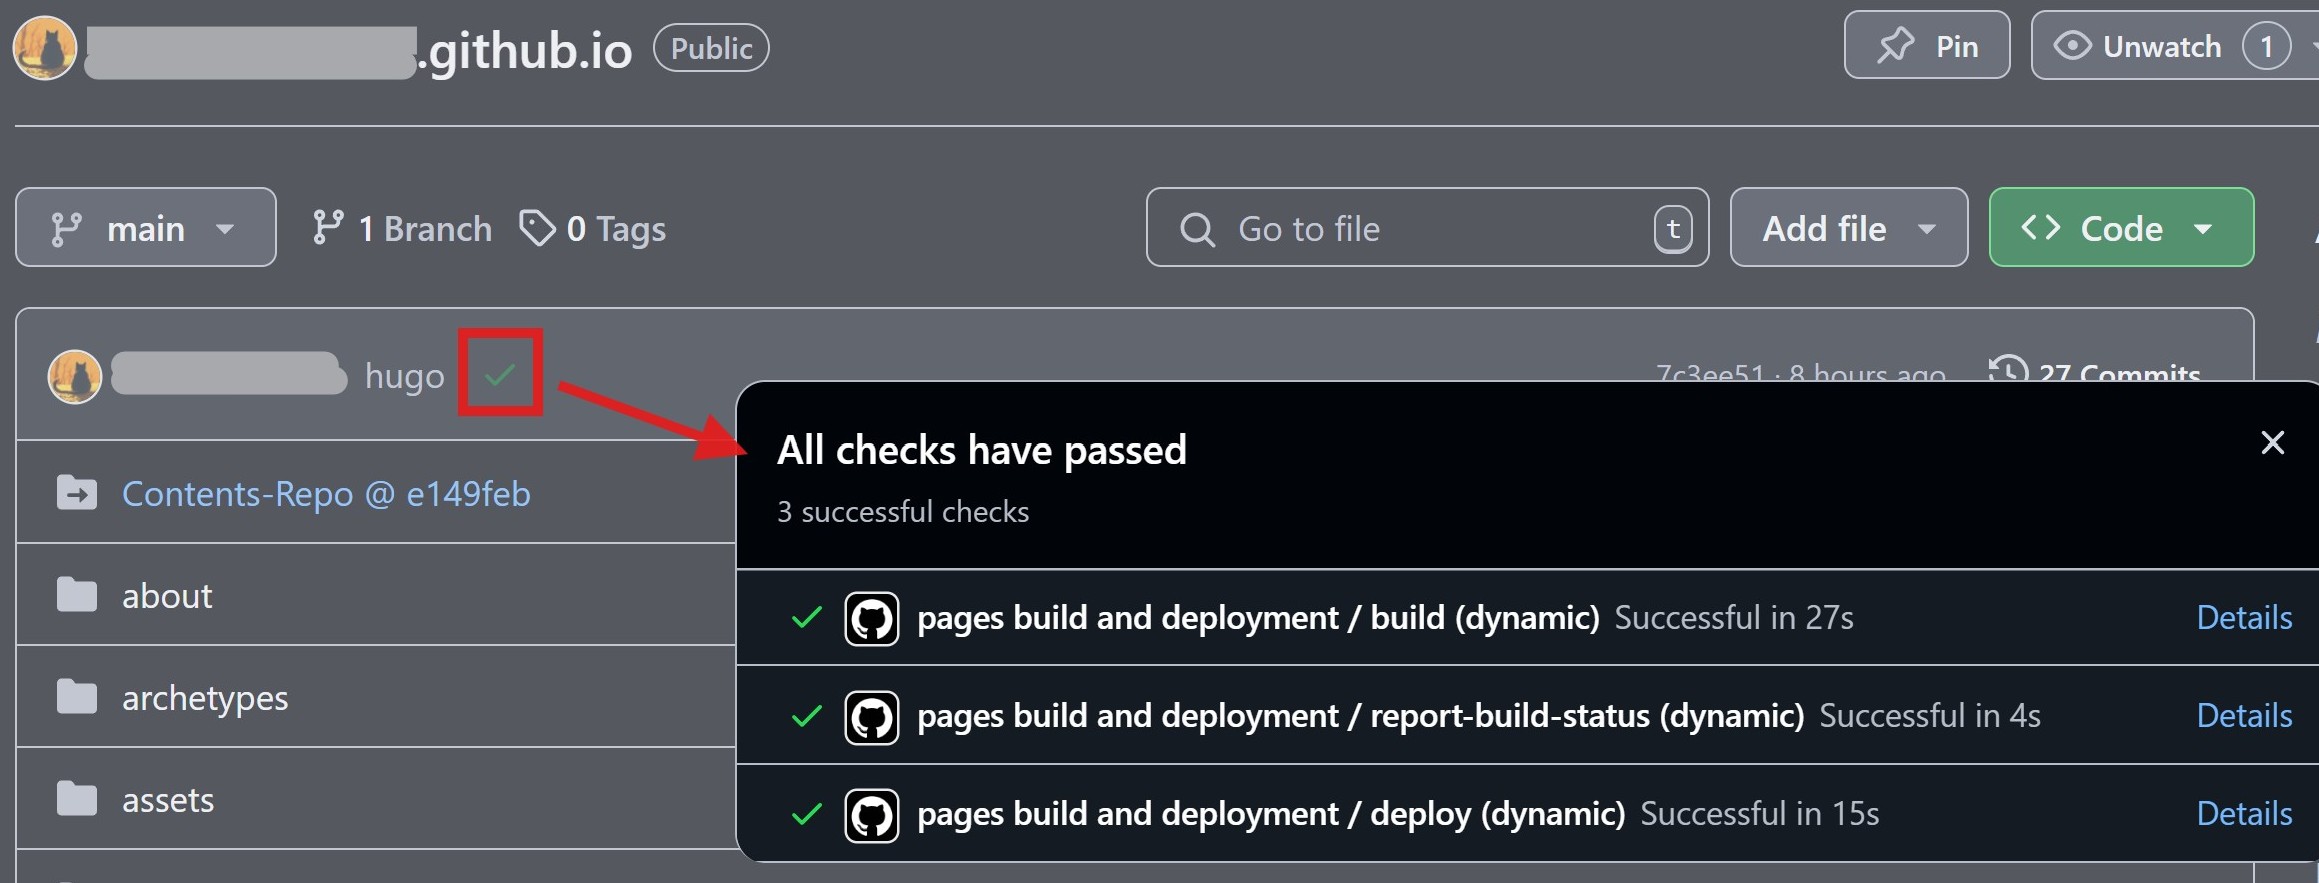 .github.io Public
Pin
Unwatch 1
main
1 Branch
0 Tags
Go to file t
Add file
Code
hugo
7c3ee51 · 8 hours ago
27 Commits
All checks have passed
3 successful checks
Contents-Repo @ e149feb
about
archetypes
assets
pages build and deployment / build (dynamic) Successful in 27s Details
pages build and deployment / report-build-status (dynamic) Successful in 4s Details
pages build and deployment / deploy (dynamic) Successful in 15s Details